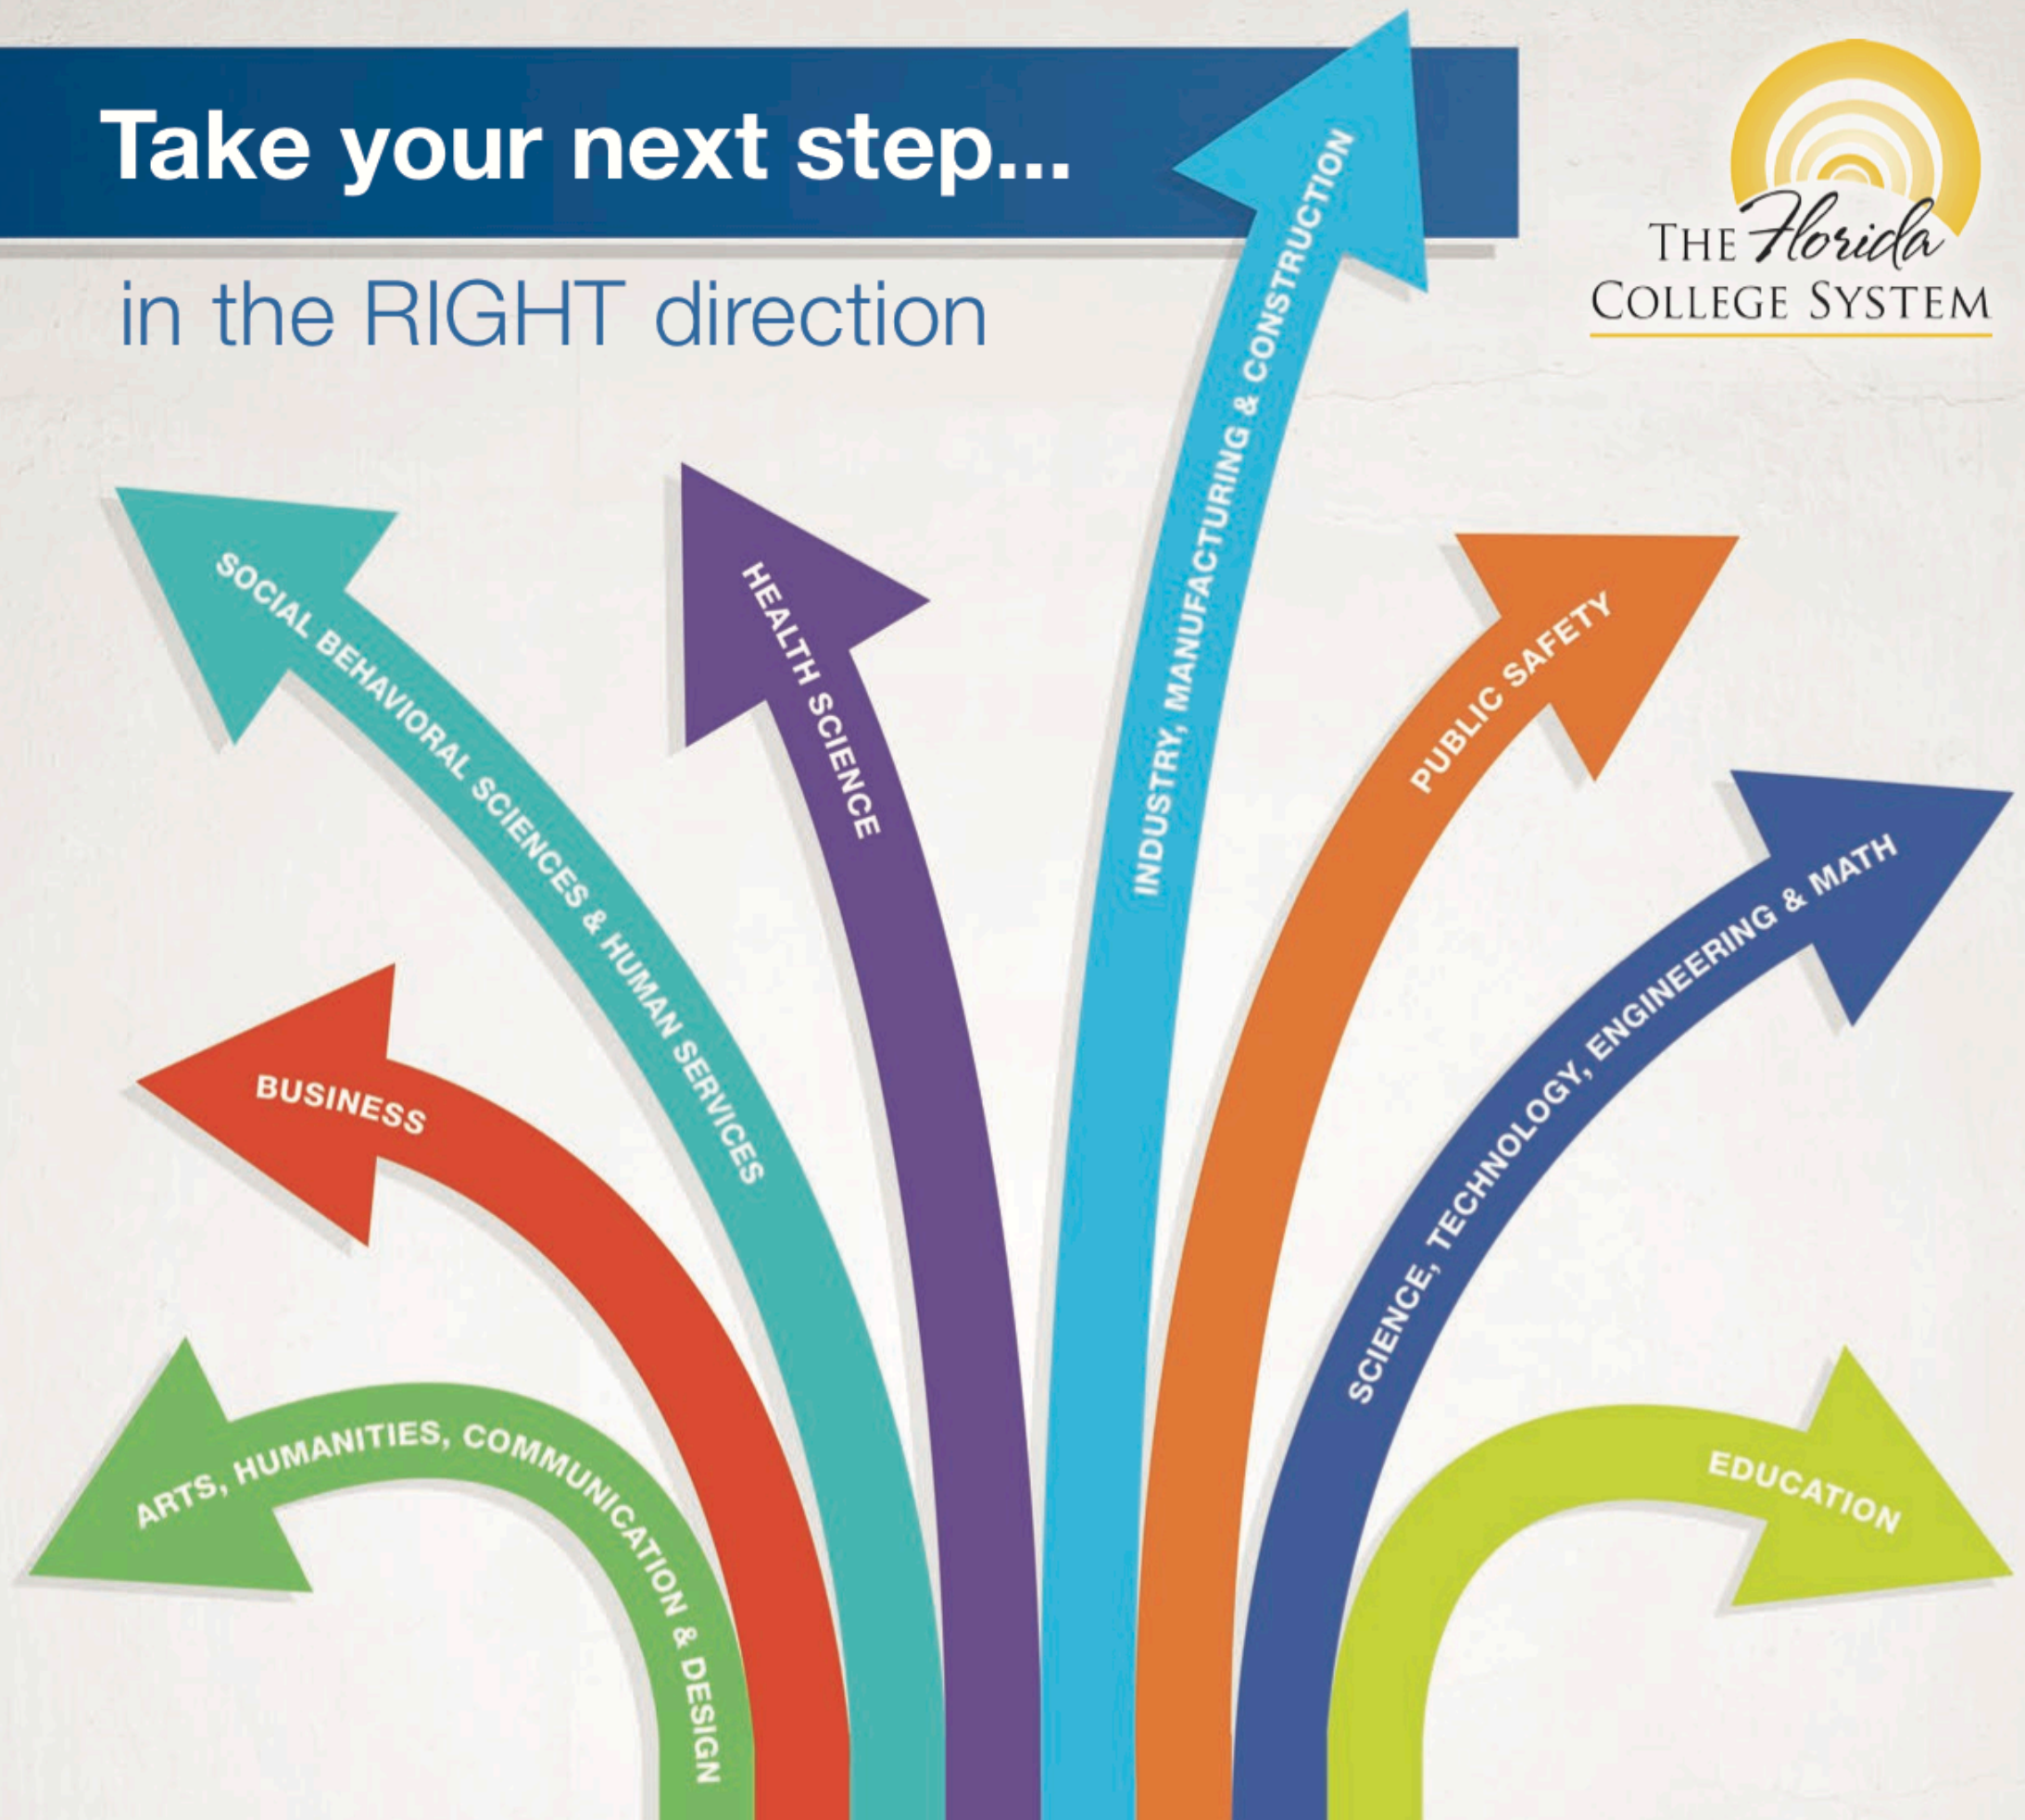 Take your next step...
in the RIGHT direction
THE Florida
COLLEGE SYSTEM
SOCIAL BEHAVIORAL SCIENCES & HUMAN SERVICES
HEALTH SCIENCE
INDUSTRY, MANUFACTURING & CONSTRUCTION
PUBLIC SAFETY
SCIENCE, TECHNOLOGY, ENGINEERING & MATH
BUSINESS
ARTS, HUMANITIES, COMMUNICATION & DESIGN
EDUCATION